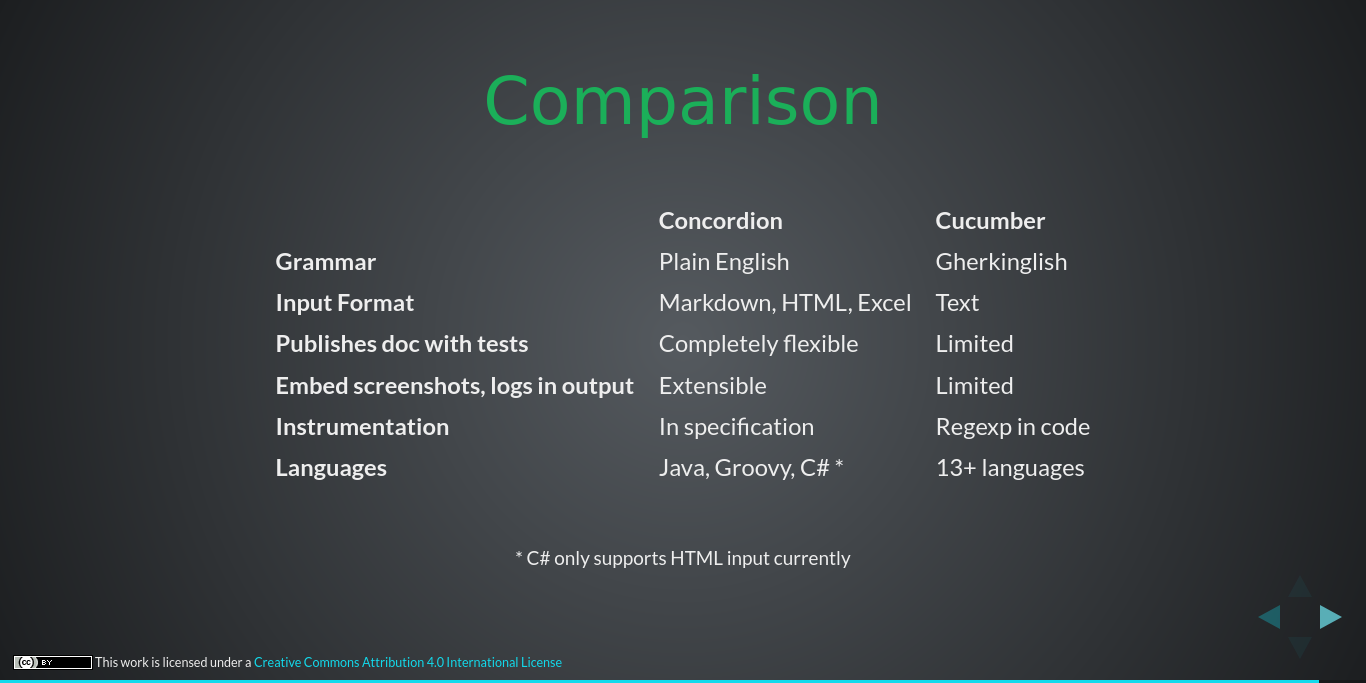 Comparison
Concordion Cucumber
Grammar Plain English Gherkinglish
Input Format Markdown, HTML, Excel Text
Publishes doc with tests Completely flexible Limited
Embed screenshots, logs in output Extensible Limited
Instrumentation In specification Regexp in code
Languages Java, Groovy, C# * 13+ languages
* C# only supports HTML input currently
(cc) BY This work is licensed under a Creative Commons Attribution 4.0 International License